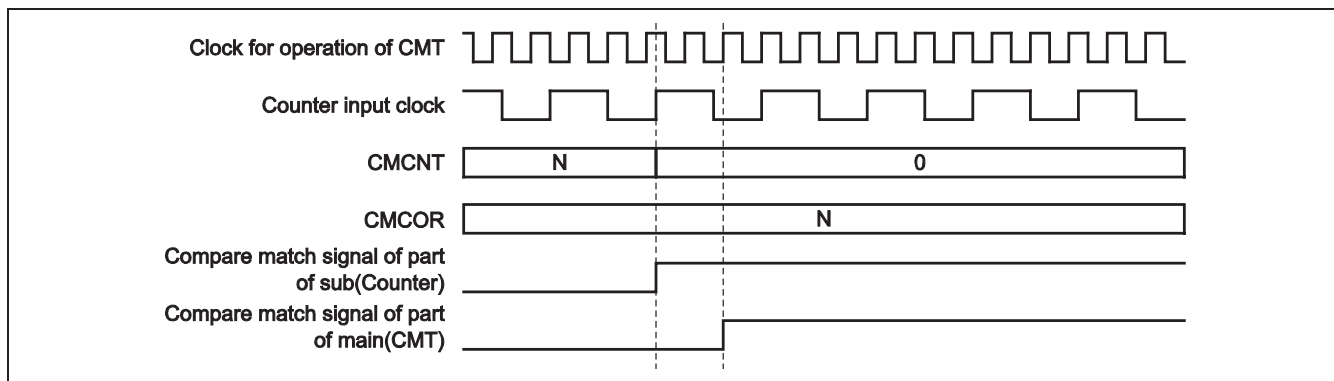 Clock for operation of CMT
Counter input clock
CMCNT
N
0
CMCOR
N
Compare match signal of part
of sub(Counter)
Compare match signal of part
of main(CMT)